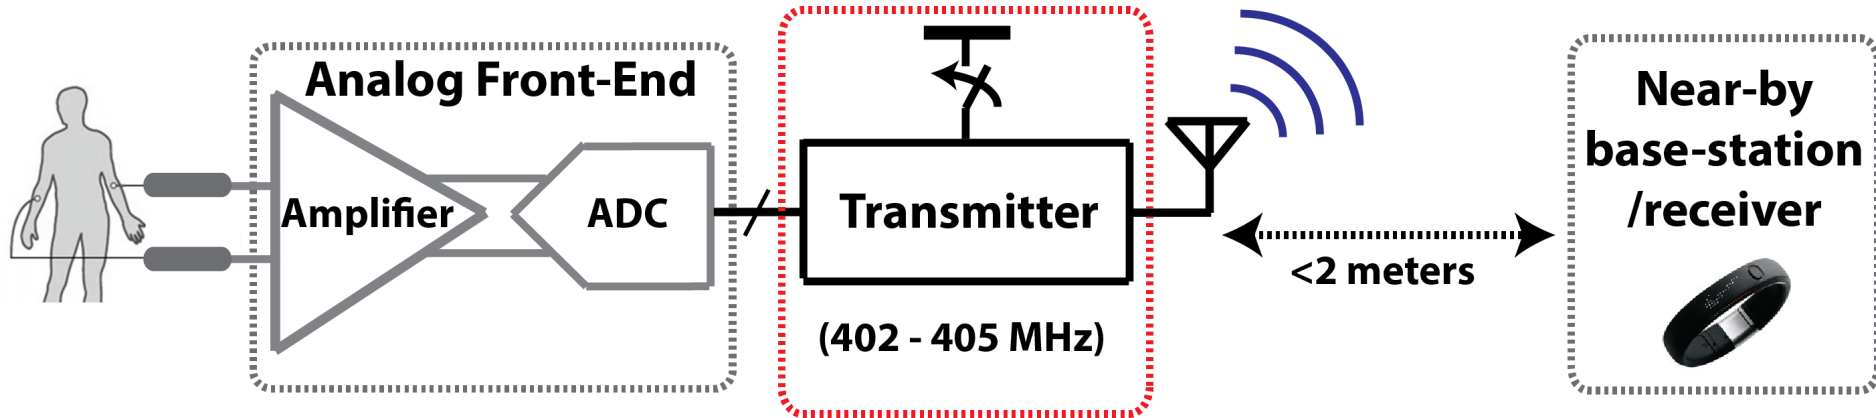 Analog Front-End
Amplifier
ADC
Transmitter
(402 - 405 MHz)
<2 meters
Near-by
base-station
/receiver